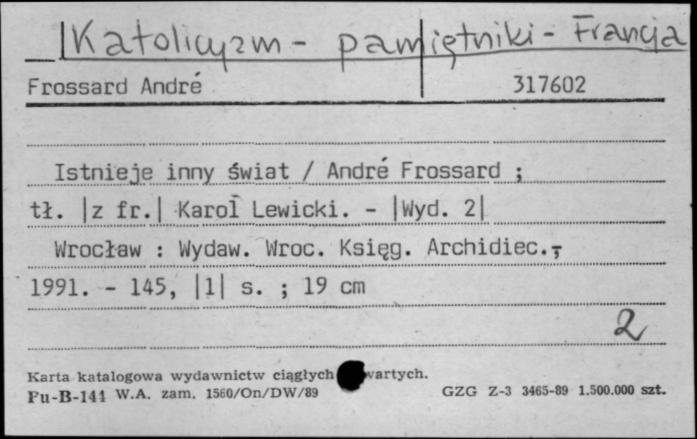 Katolicyzm - pamiętniki - Francja
Frossard André 317602
Istnieje inny świat / André Frossard ;
tł. |z fr.| Karol Lewicki. - |Wyd. 2|
Wrocław : Wydaw. Wroc. Księg. Archidiec.,
1991. - 145, |1| s. ; 19 cm
2
Karta katalogowa wydawnictw ciągłych wartych.
Pu-B-141 W.A. zam. 1560/On/DW/89 GZG Z-3 3465-89 1.500.000 szt.